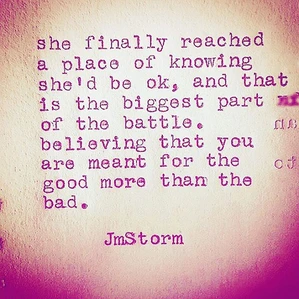 she finally reached
a place of knowing
she'd be ok, and that
is the biggest part
of the battle.
believing that you
are meant for the
good more than the
bad.
JmStorm